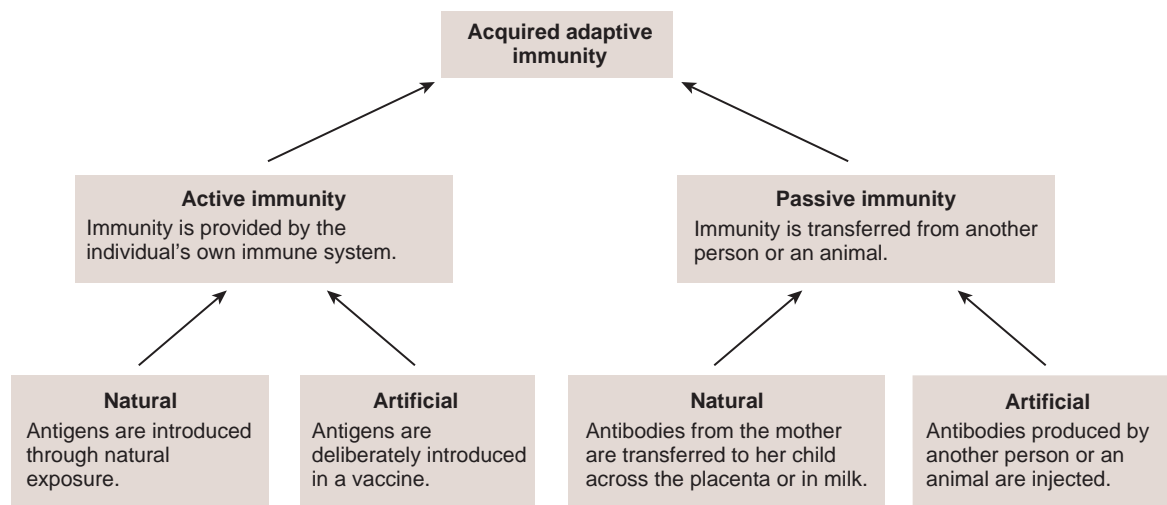 Acquired adaptive
immunity
Active immunity
Immunity is provided by the
individual’s own immune system.
Passive immunity
Immunity is transferred from another
person or an animal.
Natural
Antigens are introduced
through natural
exposure.
Artificial
Antigens are
deliberately introduced
in a vaccine.
Natural
Antibodies from the mother
are transferred to her child
across the placenta or in milk.
Artificial
Antibodies produced by
another person or an
animal are injected.